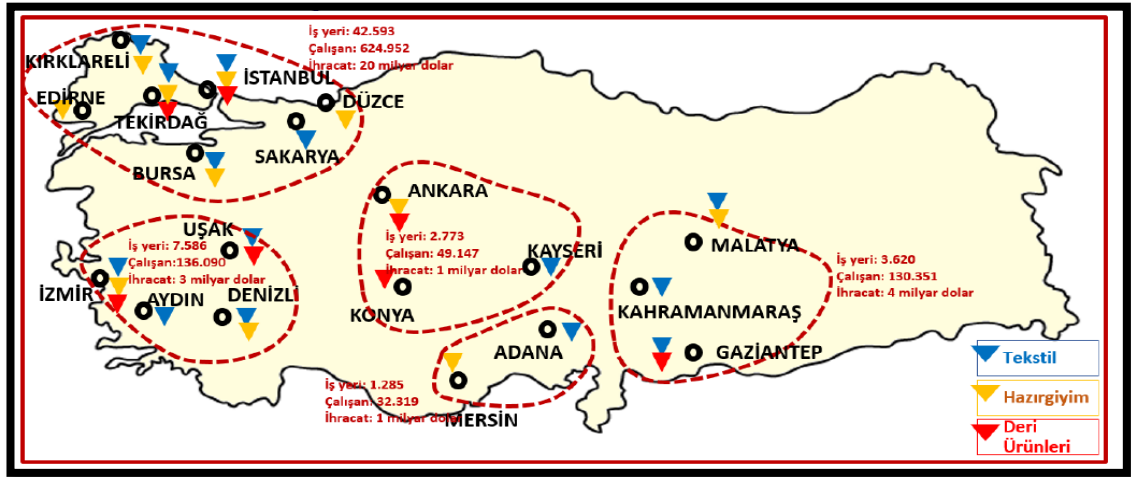 İş yeri: 42.593
Çalışan: 624.952
İhracat: 20 milyar dolar
KIRKLARELİ
İSTANBUL
EDİRNE
DÜZCE
TEKİRDAĞ
SAKARYA
BURSA
ANKARA
UŞAK
İş yeri: 7.586
Çalışan:136.090
İhracat: 3 milyar dolar
İZMİR
AYDIN
DENİZLİ
İş yeri: 2.773
Çalışan: 49.147
İhracat: 1 milyar dolar
KAYSERİ
KONYA
MALATYA
İş yeri: 3.620
Çalışan: 130.351
İhracat: 4 milyar dolar
KAHRAMANMARAŞ
GAZİANTEP
ADANA
İş yeri: 1.285
Çalışan: 32.319
İhracat: 1 milyar dolar
MERSİN
Tekstil
Hazırgiyim
Deri
Ürünleri